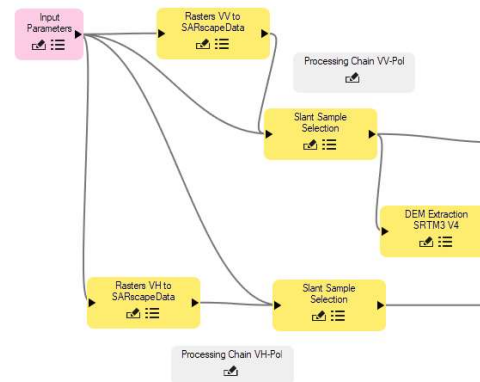 Input
Parameters
Rasters VV to
SARscapeData
Processing Chain VV-Pol
Slant Sample
Selection
DEM Extraction
SRTM3 V4
Rasters VH to
SARscapeData
Slant Sample
Selection
Processing Chain VH-Pol